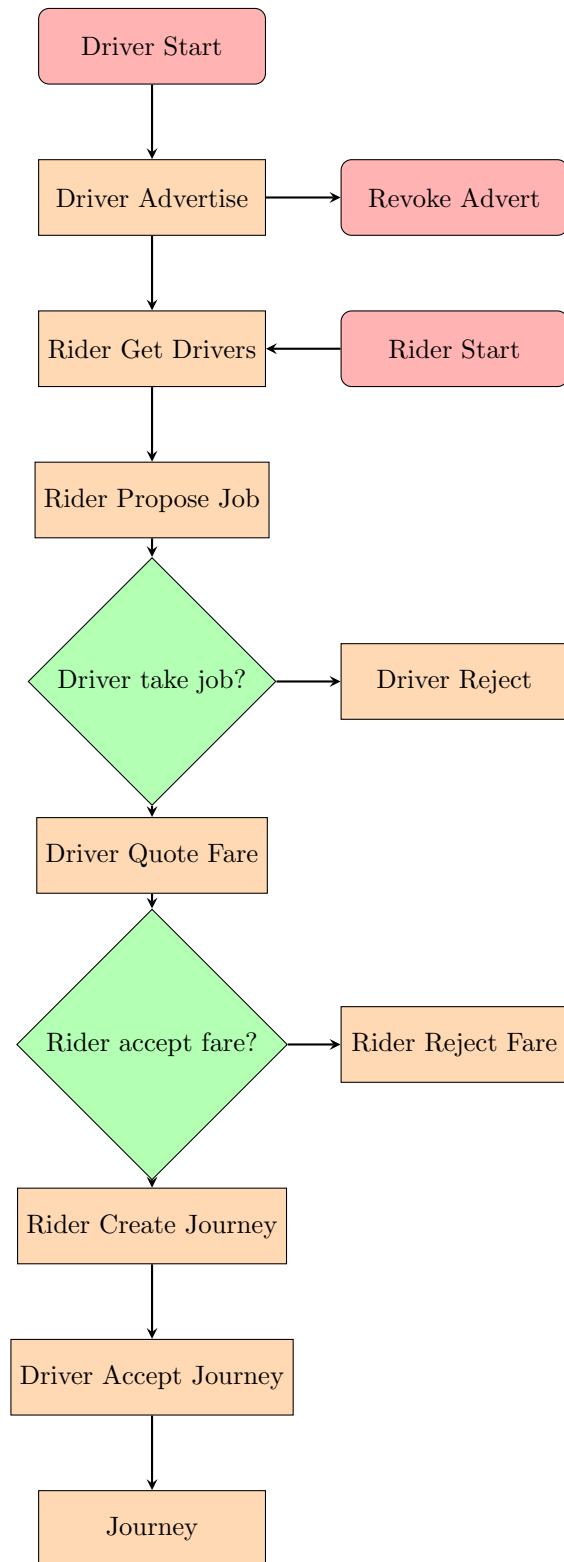 Driver Start
Driver Advertise
Revoke Advert
Rider Get Drivers
Rider Start
Rider Propose Job
Driver take job?
Driver Reject
Driver Quote Fare
Rider accept fare?
Rider Reject Fare
Rider Create Journey
Driver Accept Journey
Journey